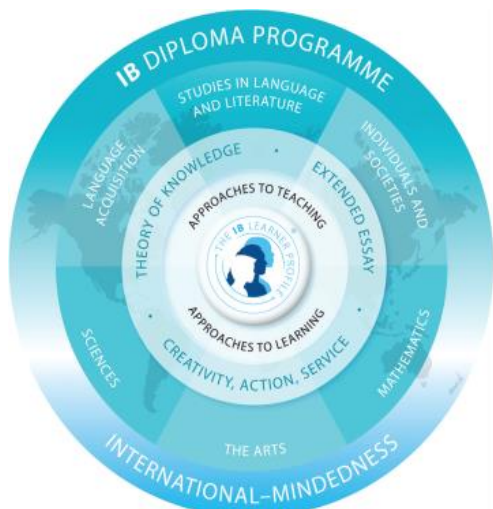 IB DIPLOMA PROGRAMME
STUDIES IN LANGUAGE
AND LITERATURE
LANGUAGE
ACQUISITION
INDIVIDUALS AND
SOCIETIES
THEORY OF KNOWLEDGE
EXTENDED ESSAY
APPROACHES TO TEACHING
THE IB LEARNER PROFILE
APPROACHES TO LEARNING
CREATIVITY, ACTION, SERVICE
SCIENCES
MATHEMATICS
THE ARTS
INTERNATIONAL–MINDEDNESS